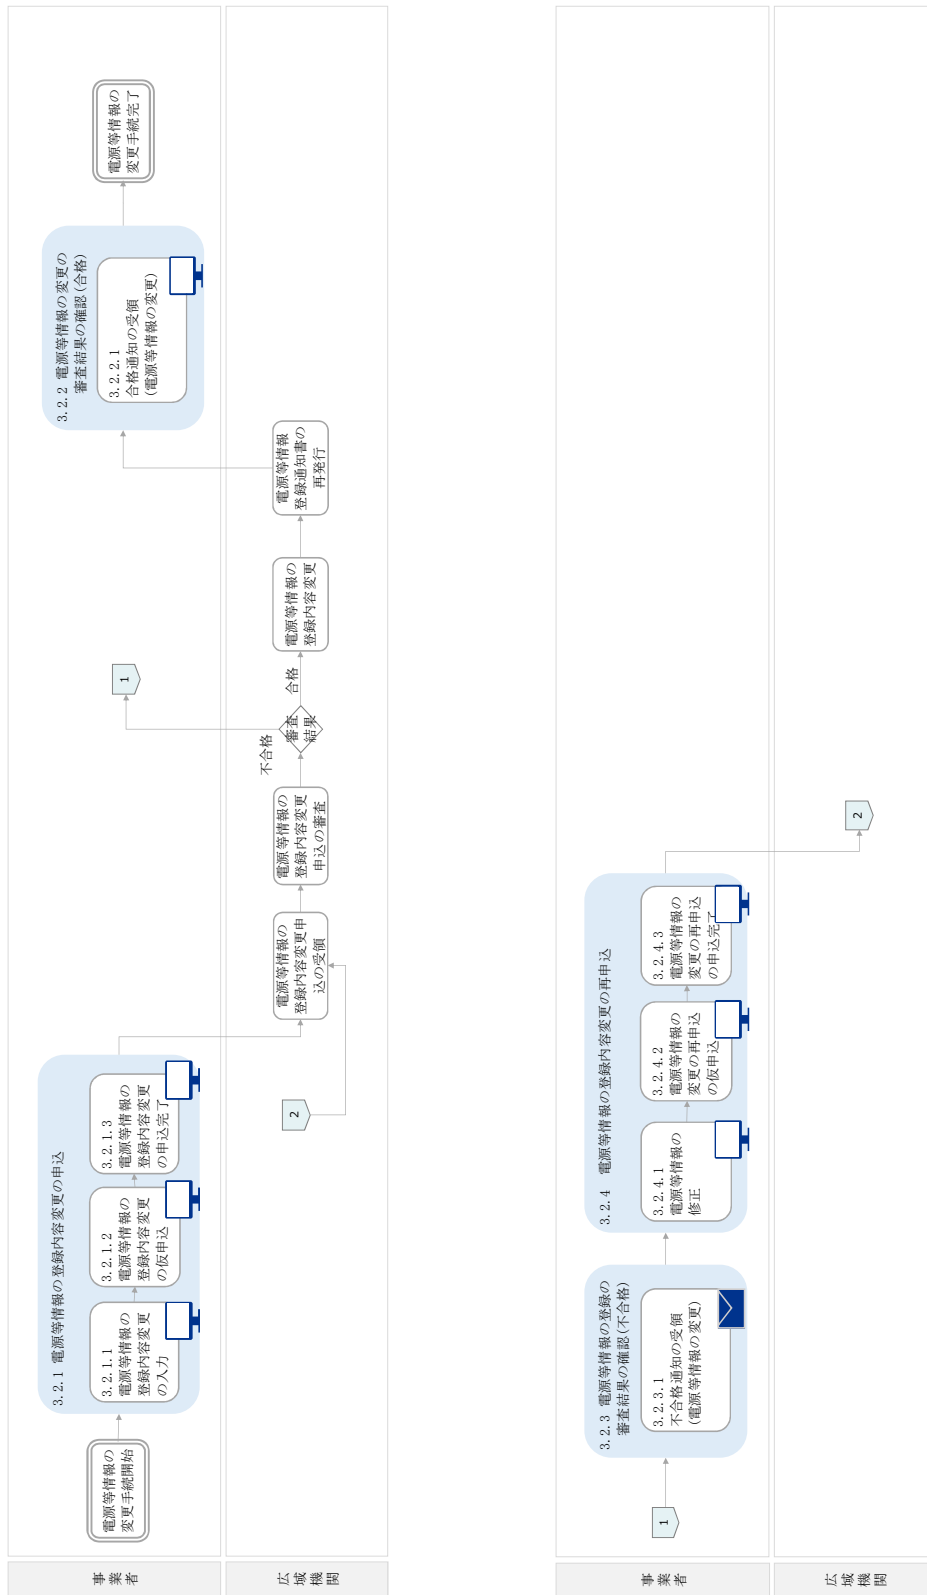 事業者
広域機関
電源等情報の
変更手続開始
3.2.1 電源等情報の登録内容変更の申込
3.2.1.1
電源等情報の
登録内容変更
の入力
3.2.1.2
電源等情報の
登録内容変更
の仮申込
3.2.1.3
電源等情報の
登録内容変更
の申込完了
2
電源等情報の
登録内容変更申
込の受領
電源等情報の
登録内容変更
申込の審査
審査
結果
不合格
合格
1
電源等情報の
登録内容変更
電源等情報
登録通知書の
再発行
3.2.2 電源等情報の変更の
審査結果の確認(合格)
3.2.2.1
合格通知の受領
(電源等情報の変更)
電源等情報の
変更手続完了
事業者
広域機関
1
3.2.3 電源等情報の登録の
審査結果の確認(不合格)
3.2.3.1
不合格通知の受領
(電源等情報の変更)
3.2.4 電源等情報の登録内容変更の再申込
3.2.4.1
電源等情報の
修正
3.2.4.2
電源等情報の
変更の再申込
の仮申込
3.2.4.3
電源等情報の
変更の再申込
の申込完了
2